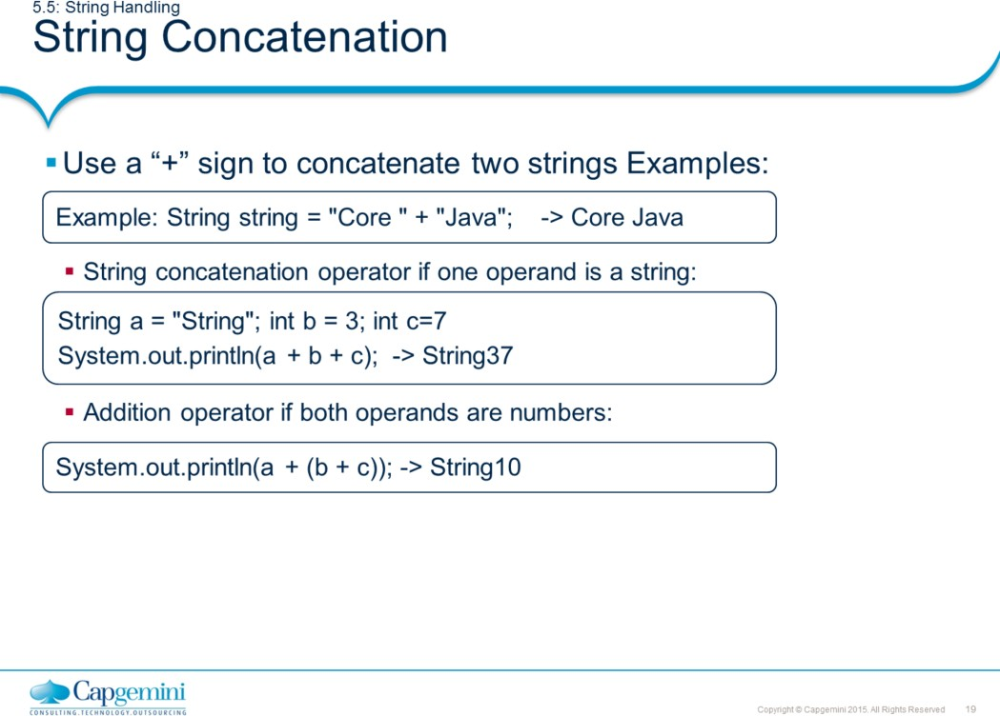 5.5: String Handling
String Concatenation
Use a “+” sign to concatenate two strings Examples:
Example: String string = "Core " + "Java";    -> Core Java
String concatenation operator if one operand is a string:
String a = "String"; int b = 3; int c=7
System.out.println(a + b + c);  -> String37
Addition operator if both operands are numbers:
System.out.println(a + (b + c)); -> String10
Capgemini
CONSULTING.TECHNOLOGY.OUTSOURCING
Copyright © Capgemini 2015. All Rights Reserved 19